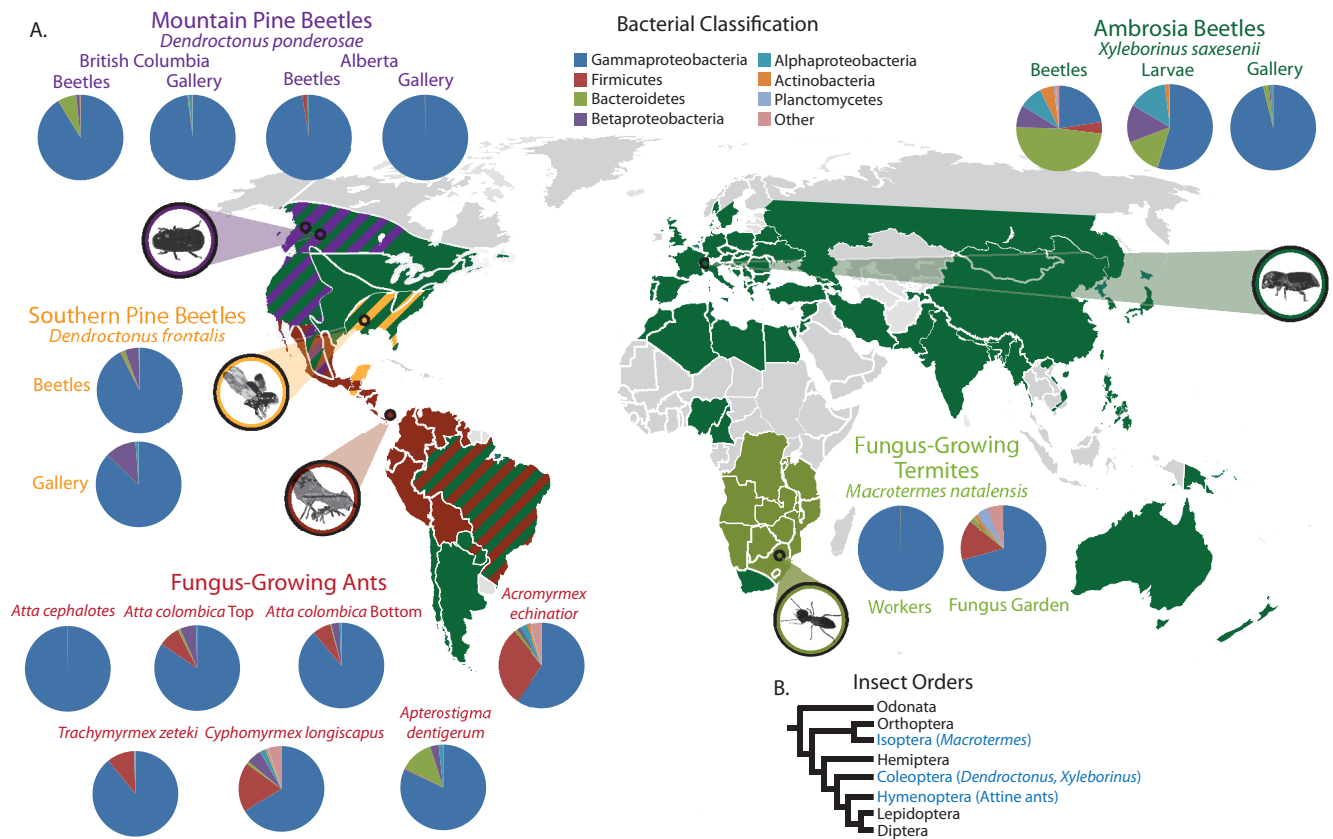 A.
Mountain Pine Beetles
Dendroctonus ponderosae
British Columbia
Alberta
Beetles
Gallery
Beetles
Gallery
Bacterial Classification
Gammaproteobacteria
Firmicutes
Bacteroidetes
Betaproteobacteria
Alphaproteobacteria
Actinobacteria
Planctomycetes
Other
Ambrosia Beetles
Xyleborinus saxesenii
Beetles
Larvae
Gallery
Southern Pine Beetles
Dendroctonus frontalis
Beetles
Gallery
Fungus-Growing
Termites
Macrotermes natalensis
Workers
Fungus Garden
Fungus-Growing Ants
Atta cephalotes
Atta colombica Top
Atta colombica Bottom
Acromyrmex
echinatior
Trachymyrmex zeteki
Cyphomyrmex longiscapus
Apterostigma
dentigerum
B.
Insect Orders
Odonata
Orthoptera
Isoptera (Macrotermes)
Hemiptera
Coleoptera (Dendroctonus, Xyleborinus)
Hymenoptera (Attine ants)
Lepidoptera
Diptera